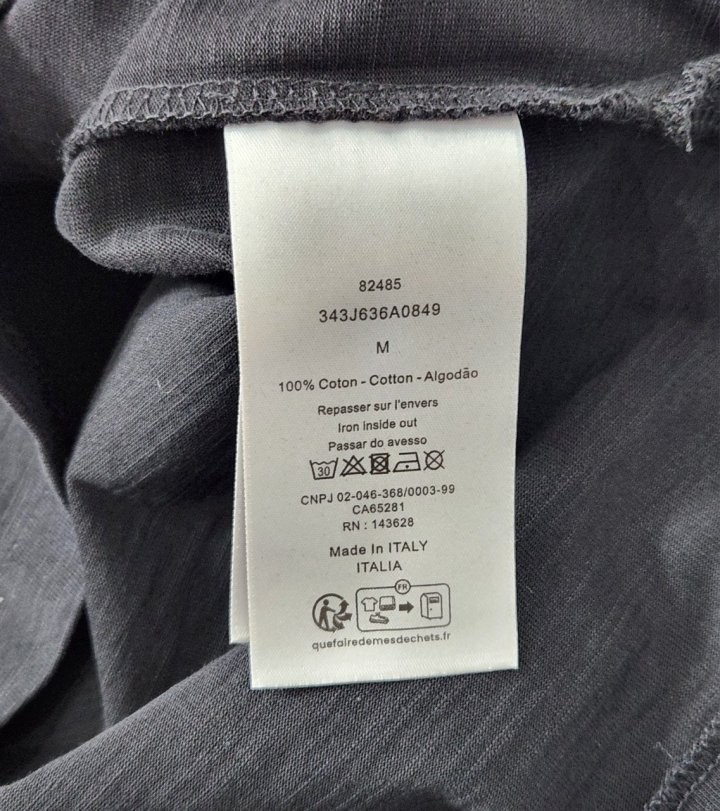 82485
343J636A0849
M
100% Coton - Cotton - Algodão
Repasser sur l'envers
Iron inside out
Passar do avesso
30
CNPJ 02-046-368/0003-99
CA65281
RN : 143628
Made In ITALY
ITALIA
FR
quefairedemesdechets.fr